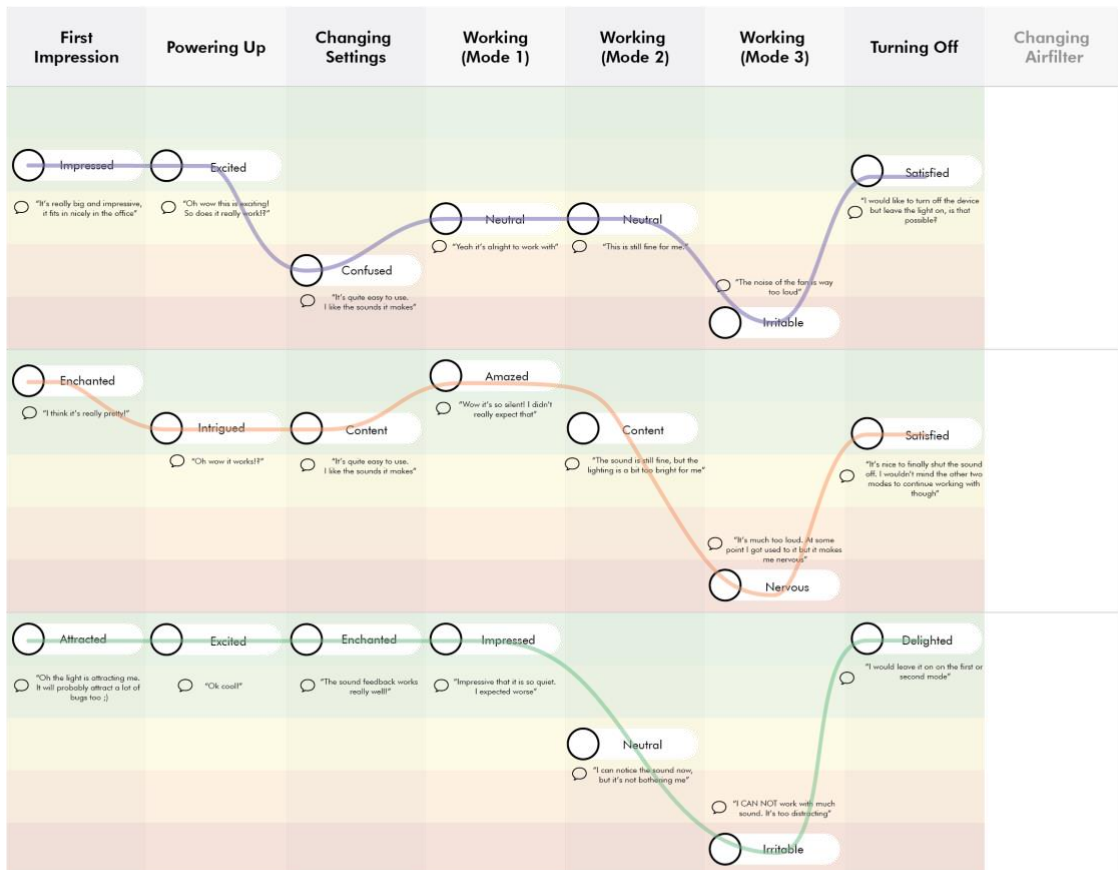 First
Impression
Powering Up
Changing
Settings
Working
(Mode 1)
Working
(Mode 2)
Working
(Mode 3)
Turning Off
Changing
Airfilter
Impressed
"It's really big and impressive,
it fits in nicely in the office"
Excited
"Oh wow this is exciting!
So does it really work!?"
Confused
"It's quite easy to use.
I like the sounds it makes"
Neutral
"Yeah it's alright to work with"
Neutral
"This is still fine for me."
"The noise of the fan is way
too loud"
Irritable
Satisfied
"I would like to turn off the device
but leave the light on, is that
possible?
Enchanted
"I think it's really pretty!"
Intrigued
"Oh wow it works!?"
Content
"It's quite easy to use.
I like the sounds it makes"
Amazed
"Wow it's so silent! I didn't
really expect that"
Content
"The sound is still fine, but the
lighting is a bit too bright for me"
"It's much too loud. At some
point I got used to it but it makes
me nervous"
Nervous
Satisfied
"It's nice to finally shut the sound
off. I wouldn't mind the other two
modes to continue working with
though"
Attracted
"Oh the light is attracting me.
It will probably attract a lot of
bugs too ;)
Excited
"Ok cool!"
Enchanted
"The sound feedback works
really well!"
Impressed
"Impressive that it is so quiet.
I expected worse"
Neutral
"I can notice the sound now,
but it's not bothering me"
"I CAN NOT work with much
sound. It's too distracting"
Irritable
Delighted
"I would leave it on on the first or
second mode"